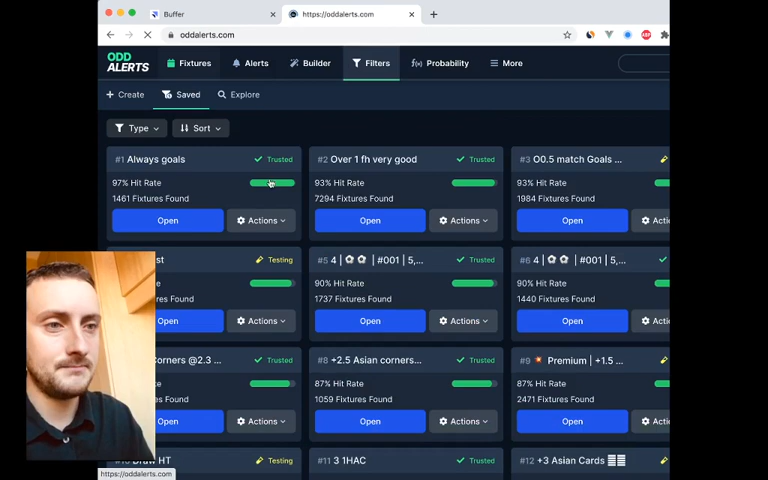 Buffer
https://oddalerts.com
oddalerts.com
ODD
ALERTS
Fixtures
Alerts
Builder
Filters
Probability
More
Create
Saved
Explore
Type
Sort
#1 Always goals
Trusted
97% Hit Rate
1461 Fixtures Found
Open
Actions
#2 Over 1 fh very good
Trusted
93% Hit Rate
7294 Fixtures Found
Open
Actions
#3 O0.5 match Goals ...
93% Hit Rate
1984 Fixtures Found
Open
Testing
Open
Actions
#5 4 | ⚽ ⚽ | #001 | 5,...
Trusted
90% Hit Rate
1737 Fixtures Found
Open
Actions
#6 4 | ⚽ ⚽ | #001 | 5,...
90% Hit Rate
1440 Fixtures Found
Open
Corners @2.3 ...
Trusted
Open
Actions
#8 +2.5 Asian corners...
Trusted
87% Hit Rate
1059 Fixtures Found
Open
Actions
#9 💥 Premium | +1.5 ...
87% Hit Rate
2471 Fixtures Found
Open
Draw HT
Testing
#11 3 1HAC
Trusted
#12 +3 Asian Cards
https://oddalerts.com